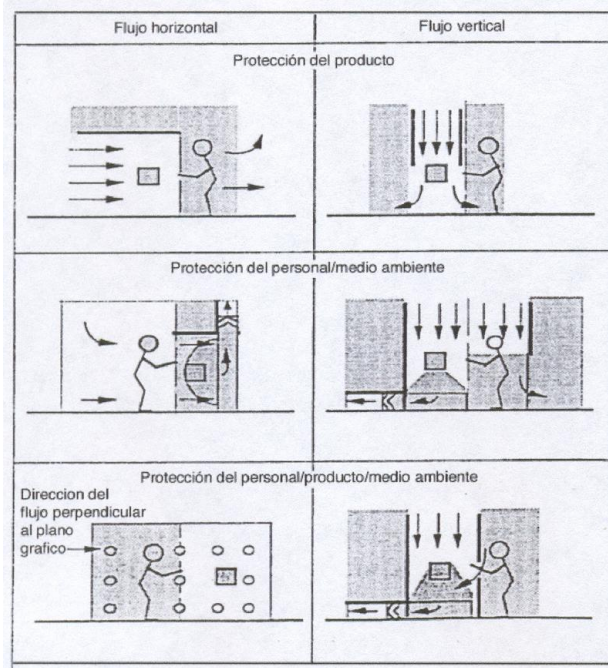 Flujo horizontal
Flujo vertical
Protección del producto
Protección del personal/medio ambiente
Protección del personal/producto/medio ambiente
Direccion del
flujo perpendicular
al plano
grafico